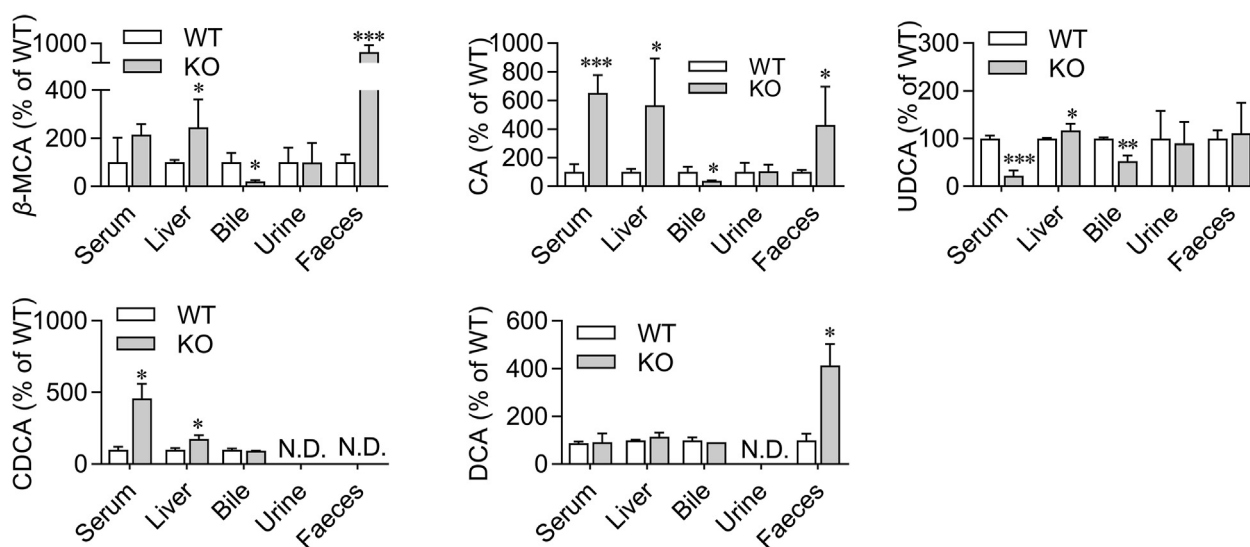 β-MCA (% of WT)
1000
400
200
0
WT
KO
*
*
***
Serum
Liver
Bile
Urine
Faeces
CA (% of WT)
1000
800
600
400
200
0
WT
KO
***
*
*
*
Serum
Liver
Bile
Urine
Faeces
UDCA (% of WT)
300
200
100
0
WT
KO
***
*
**
Serum
Liver
Bile
Urine
Faeces
CDCA (% of WT)
1000
500
0
WT
KO
*
*
N.D.
N.D.
Serum
Liver
Bile
Urine
Faeces
DCA (% of WT)
600
400
200
0
WT
KO
N.D.
*
Serum
Liver
Bile
Urine
Faeces